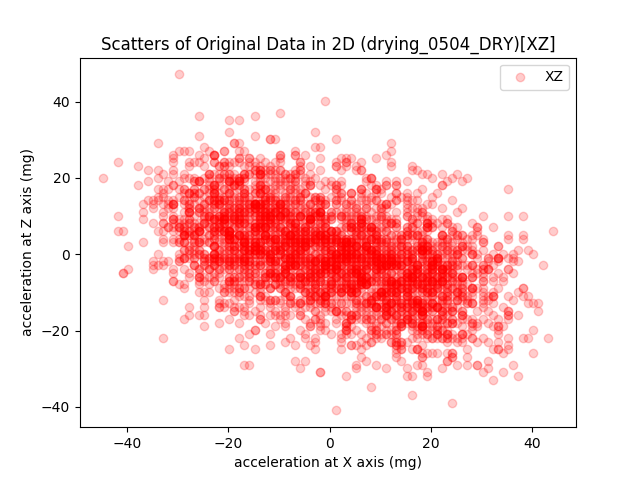 Scatters of Original Data in 2D (drying_0504_DRY)[XZ]
XZ
acceleration at Z axis (mg)
40
20
0
−20
−40
−40 −20 0 20 40
acceleration at X axis (mg)